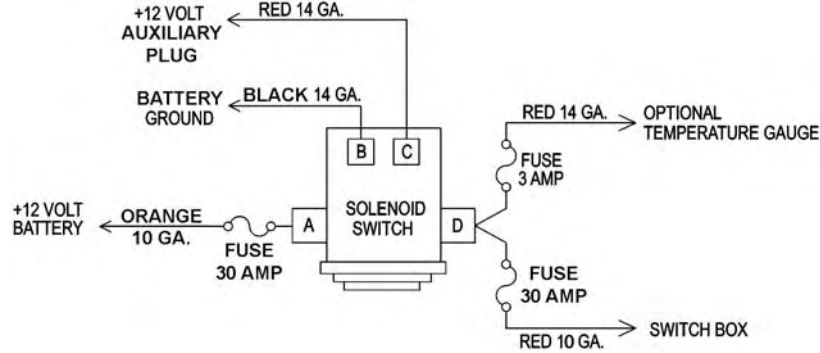 +12 VOLT
AUXILIARY
PLUG
RED 14 GA.
BATTERY
GROUND
BLACK 14 GA.
B
C
RED 14 GA.
OPTIONAL
TEMPERATURE GAUGE
FUSE
3 AMP
+12 VOLT
BATTERY
ORANGE
10 GA.
FUSE
30 AMP
A
SOLENOID
SWITCH
D
FUSE
30 AMP
RED 10 GA.
SWITCH BOX